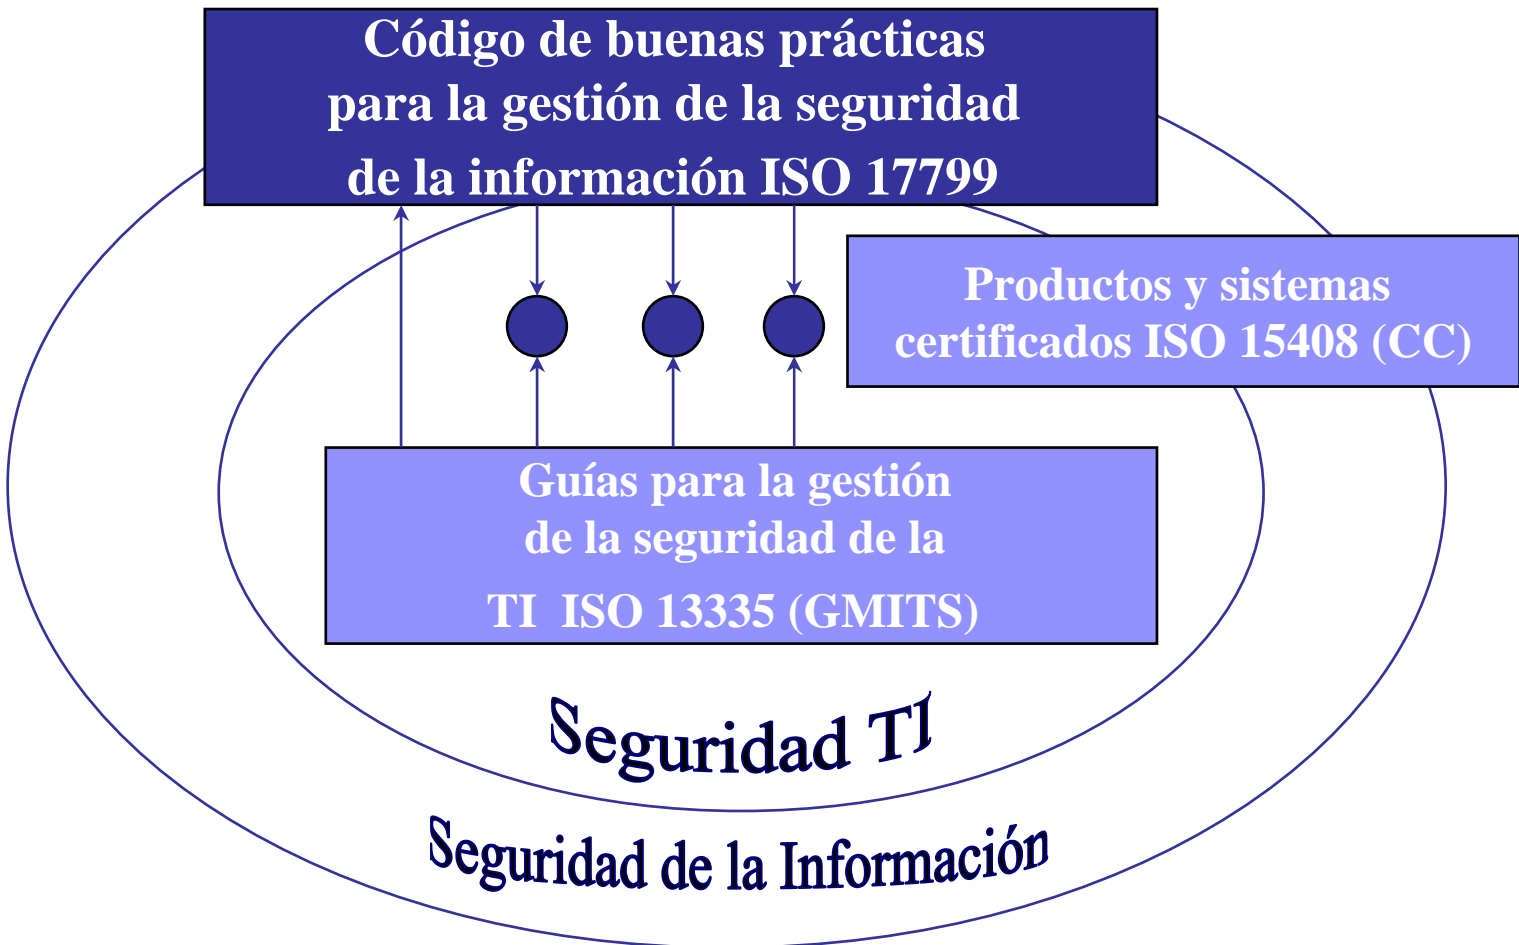 Código de buenas prácticas
para la gestión de la seguridad
de la información ISO 17799
Productos y sistemas
certificados ISO 15408 (CC)
Guías para la gestión
de la seguridad de la
TI ISO 13335 (GMITS)
Seguridad TI
Seguridad de la Información